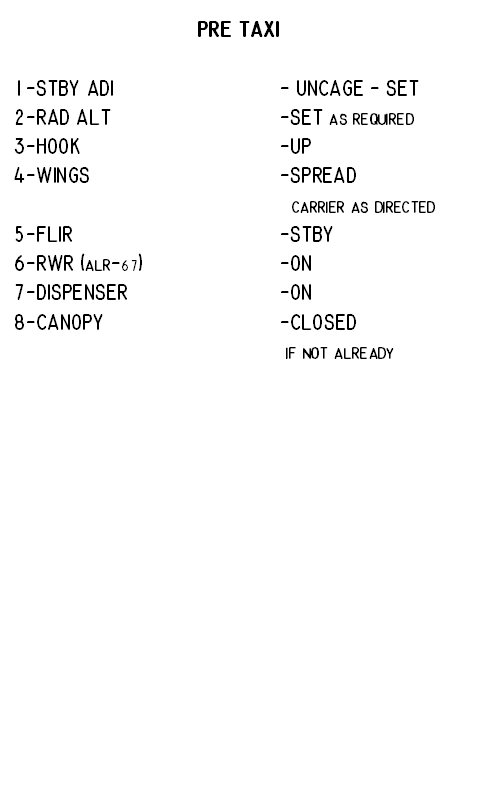 PRE TAXI
1-STBY ADI - UNCAGE - SET
2-RAD ALT -SET AS REQUIRED
3-HOOK -UP
4-WINGS -SPREAD
CARRIER AS DIRECTED
5-FLIR -STBY
6-RWR (ALR-67) -ON
7-DISPENSER -ON
8-CANOPY -CLOSED
IF NOT ALREADY